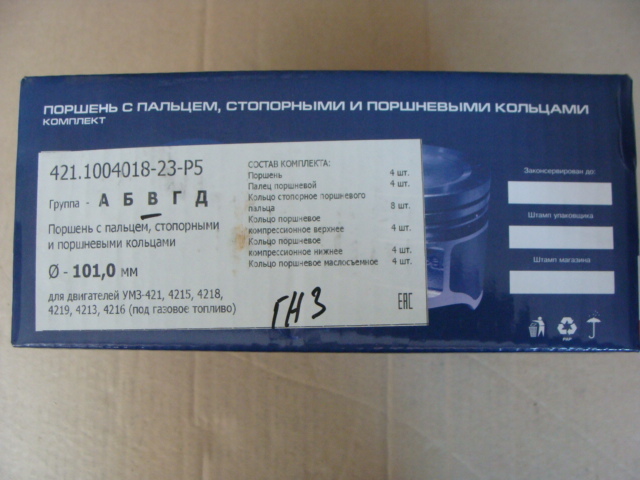 ПОРШЕНЬ С ПАЛЬЦЕМ, СТОПОРНЫМИ И ПОРШНЕВЫМИ КОЛЬЦАМИ
КОМПЛЕКТ
421.1004018-23-Р5
Группа - А Б В Г Д
Поршень с пальцем, стопорными
и поршневыми кольцами
Ø - 101,0 мм
для двигателей УМЗ-421, 4215, 4218,
4219, 4213, 4216 (под газовое топливо)
СОСТАВ КОМПЛЕКТА:
Поршень 4 шт.
Палец поршневой 4 шт.
Кольцо стопорное поршневого
пальца 8 шт.
Кольцо поршневое
компрессионное верхнее 4 шт.
Кольцо поршневое
компрессионное нижнее 4 шт.
Кольцо поршневое маслосъемное 4 шт.
ГНЗ
ЕАС
Законсервирован до:
Штамп упаковщика
Штамп магазина
PAP